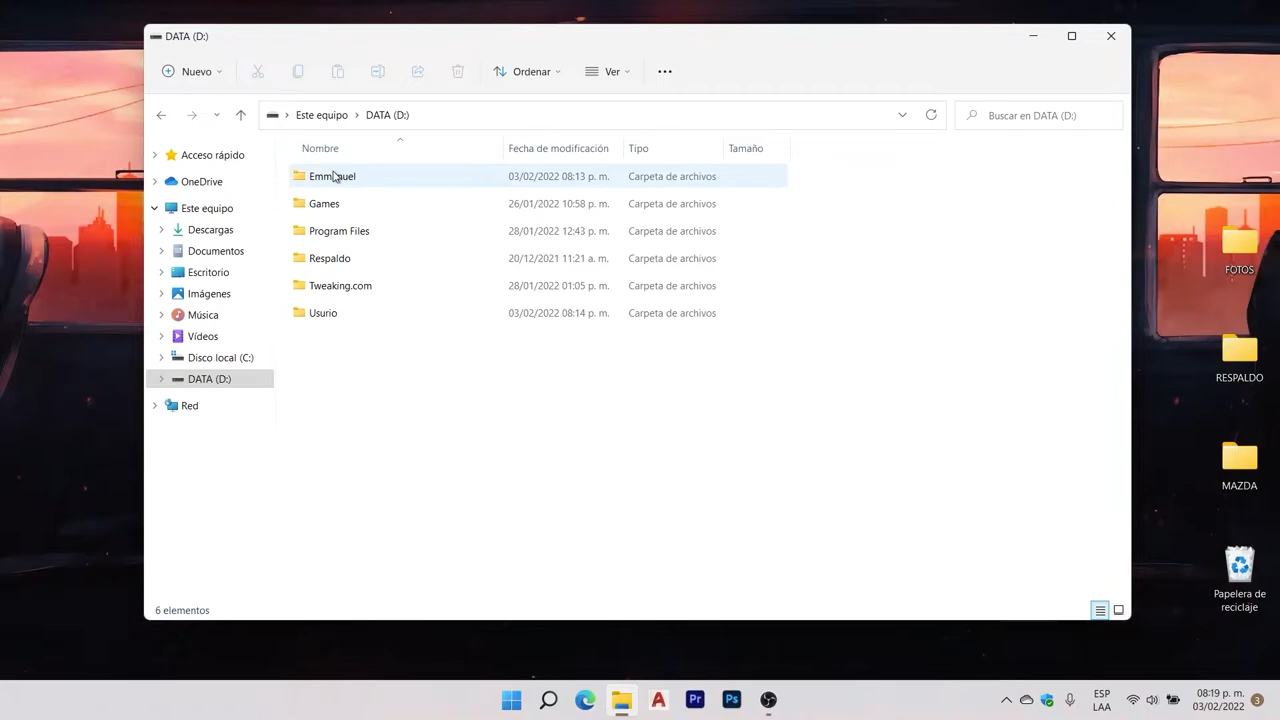 DATA (D:)
Nuevo
Ordenar
Ver
Este equipo > DATA (D:)
Buscar en DATA (D:)
Nombre Fecha de modificación Tipo Tamaño
Acceso rápido
OneDrive
Este equipo
Descargas
Documentos
Escritorio
Imágenes
Música
Vídeos
Disco local (C:)
DATA (D:)
Red
Emmanuel 03/02/2022 08:13 p. m. Carpeta de archivos
Games 26/01/2022 10:58 p. m. Carpeta de archivos
Program Files 28/01/2022 12:43 p. m. Carpeta de archivos
Respaldo 20/12/2021 11:21 a. m. Carpeta de archivos
Tweaking.com 28/01/2022 01:05 p. m. Carpeta de archivos
Usurio 03/02/2022 08:14 p. m. Carpeta de archivos
6 elementos
FOTOS
RESPALDO
MAZDA
Papelera de
reciclaje
A
Pr
Ps
ESP
LAA
08:19 p. m.
03/02/2022
3